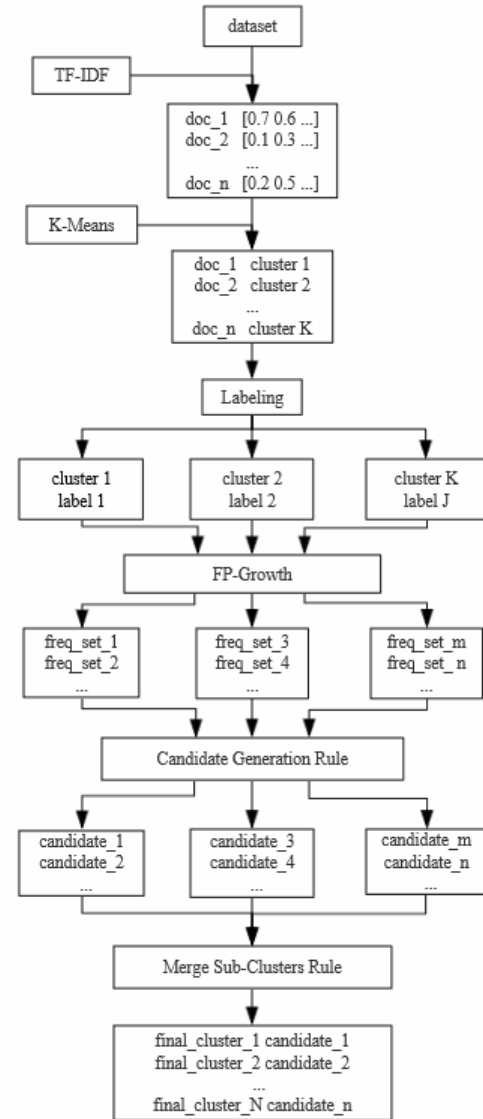 dataset
TF-IDF
doc_1 [0.7 0.6 ...]
doc_2 [0.1 0.3 ...]
...
doc_n [0.2 0.5 ...]
K-Means
doc_1 cluster 1
doc_2 cluster 2
...
doc_n cluster K
Labeling
cluster 1
label 1
cluster 2
label 2
cluster K
label J
FP-Growth
freq_set_1
freq_set_2
...
freq_set_3
freq_set_4
...
freq_set_m
freq_set_n
...
Candidate Generation Rule
candidate_1
candidate_2
...
candidate_3
candidate_4
...
candidate_m
candidate_n
...
Merge Sub-Clusters Rule
final_cluster_1 candidate_1
final_cluster_2 candidate_2
...
final_cluster_N candidate_n